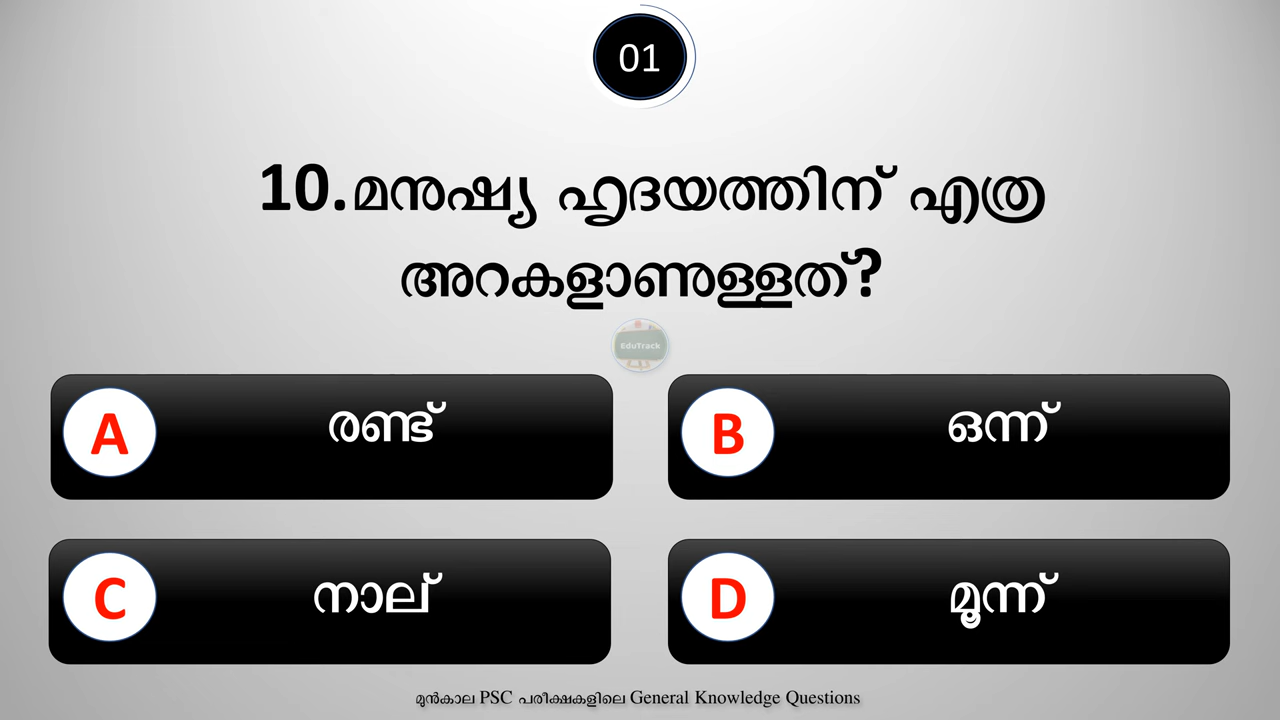 01
10.മനുഷ്യ ഹൃദയത്തിന് എത്ര
അറകളാണുള്ളത്?
EduTrack
A രണ്ട്
B ഒന്ന്
C നാല്
D മൂന്ന്
മുൻകാല PSC പരീക്ഷകളിലെ General Knowledge Questions